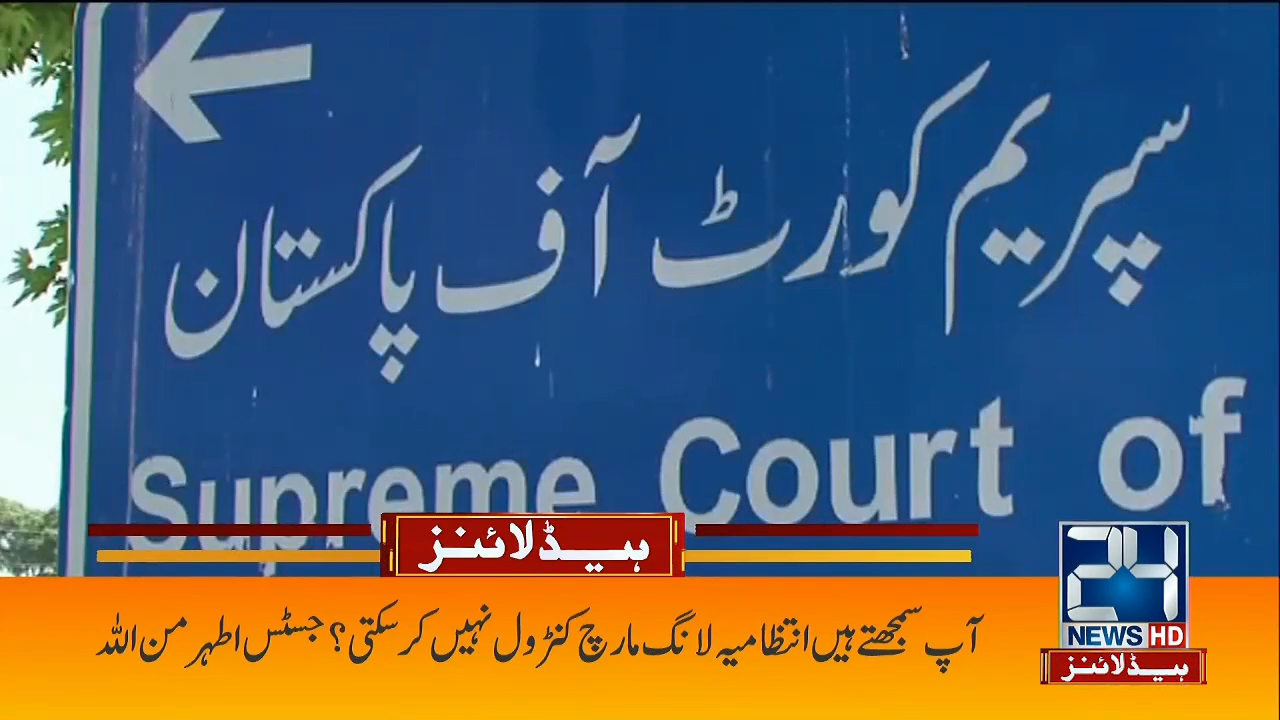 سپریم کورٹ آف پاکستان
Supreme Court of
ہیڈلائنز
آپ سمجھتے ہیں انتظامیہ لانگ مارچ کنٹرول نہیں کر سکتی؟ جسٹس اطہر من اللہ
24
NEWS HD
ہیڈلائنز